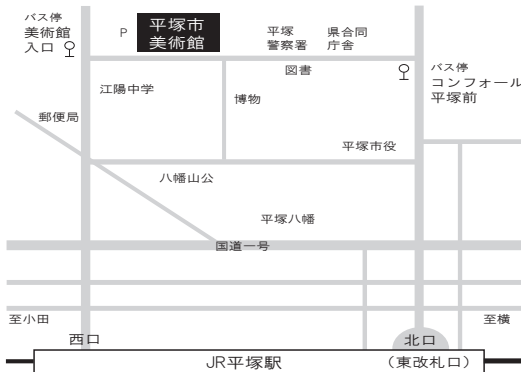 バス停
美術館
入口
P
平塚市
美術館
平塚
警察署
県合同
庁舎
図書
バス停
コンフォール
平塚前
江陽中学
博物
郵便局
平塚市役
八幡山公
平塚八幡
国道一号
至小田
至横
西口
北口
JR平塚駅
(東改札口)